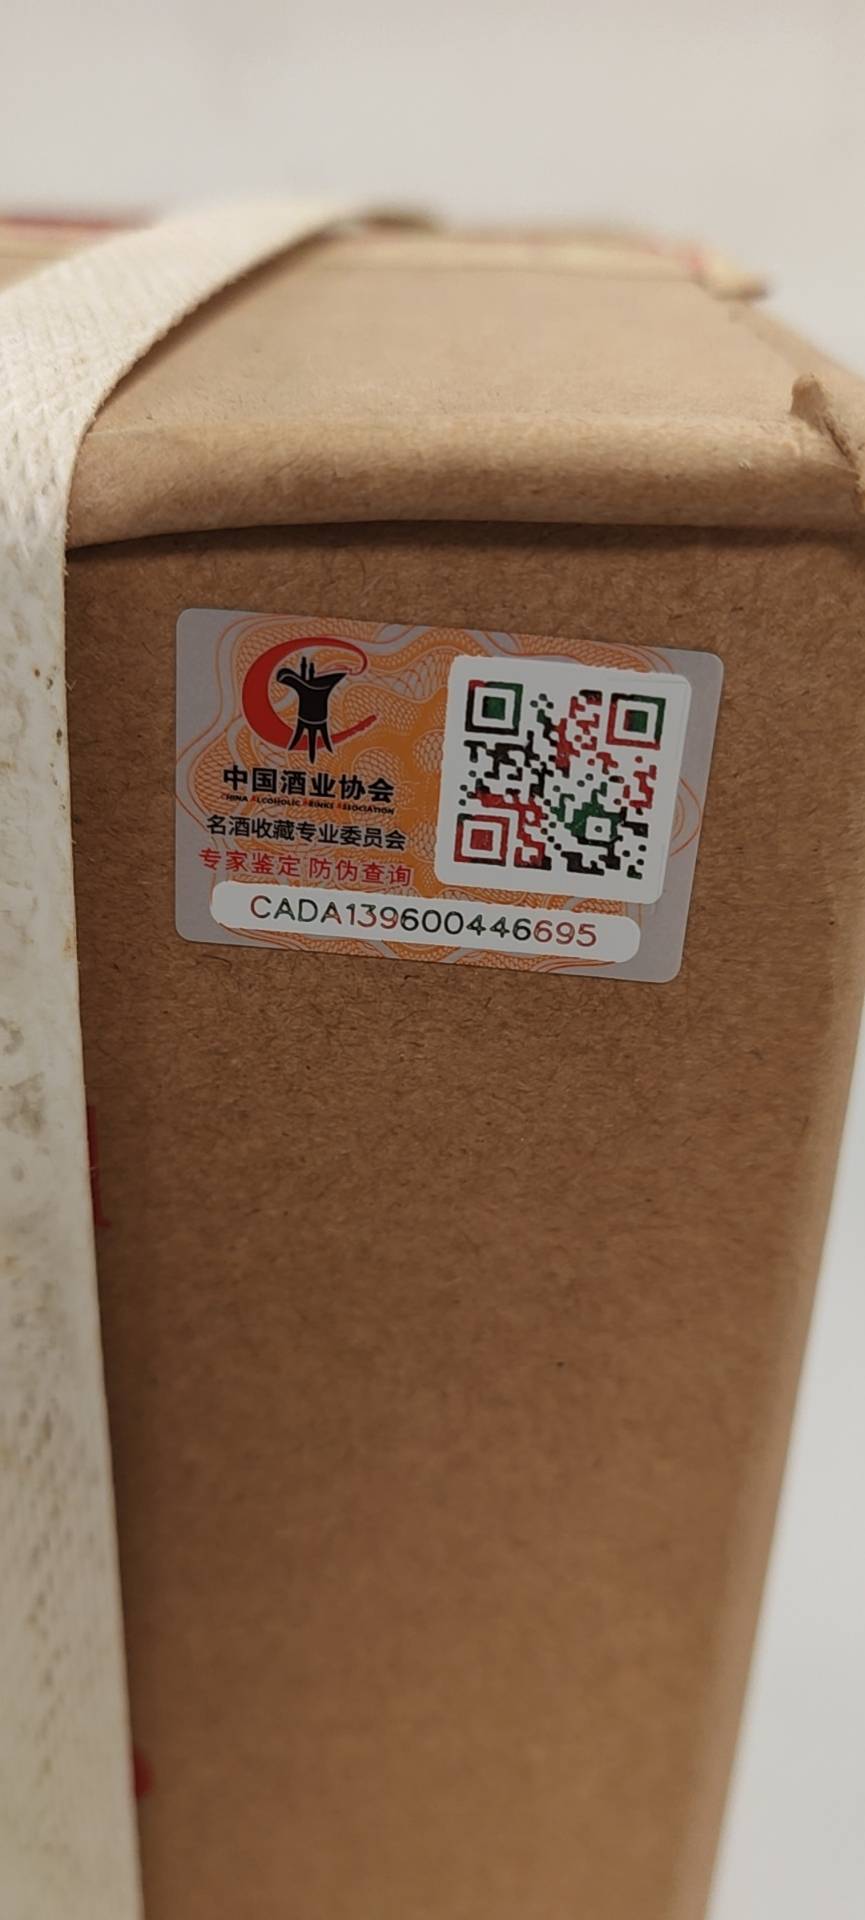 中国酒业协会
CHINA ALCOHOLIC DRINKS ASSOCIATION
名酒收藏专业委员会
专家鉴定 防伪查询
CADA139600446695